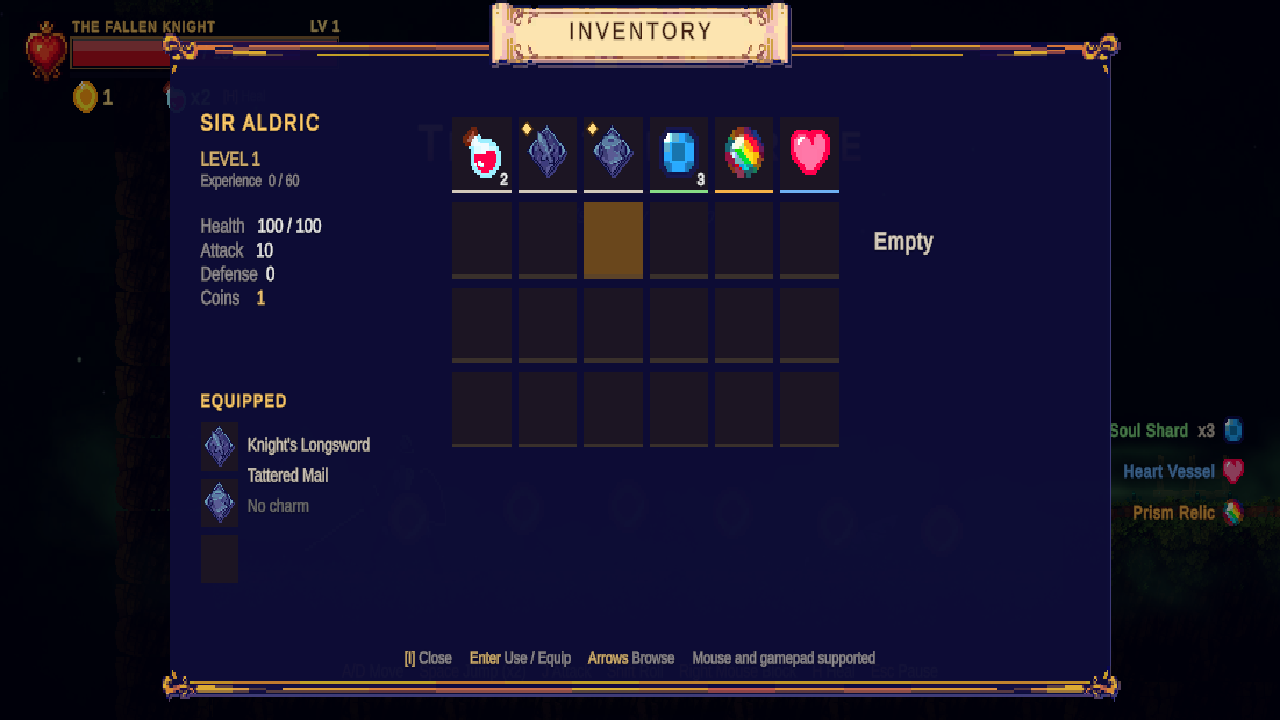 THE FALLEN KNIGHT LV 1
INVENTORY
1
x2
SIR ALDRIC
LEVEL 1
Experience 0 / 60
Health 100 / 100
Attack 10
Defense 0
Coins 1
2
3
Empty
EQUIPPED
Knight's Longsword
Tattered Mail
No charm
Soul Shard x3
Heart Vessel
Prism Relic
[I] Close Enter Use / Equip Arrows Browse Mouse and gamepad supported